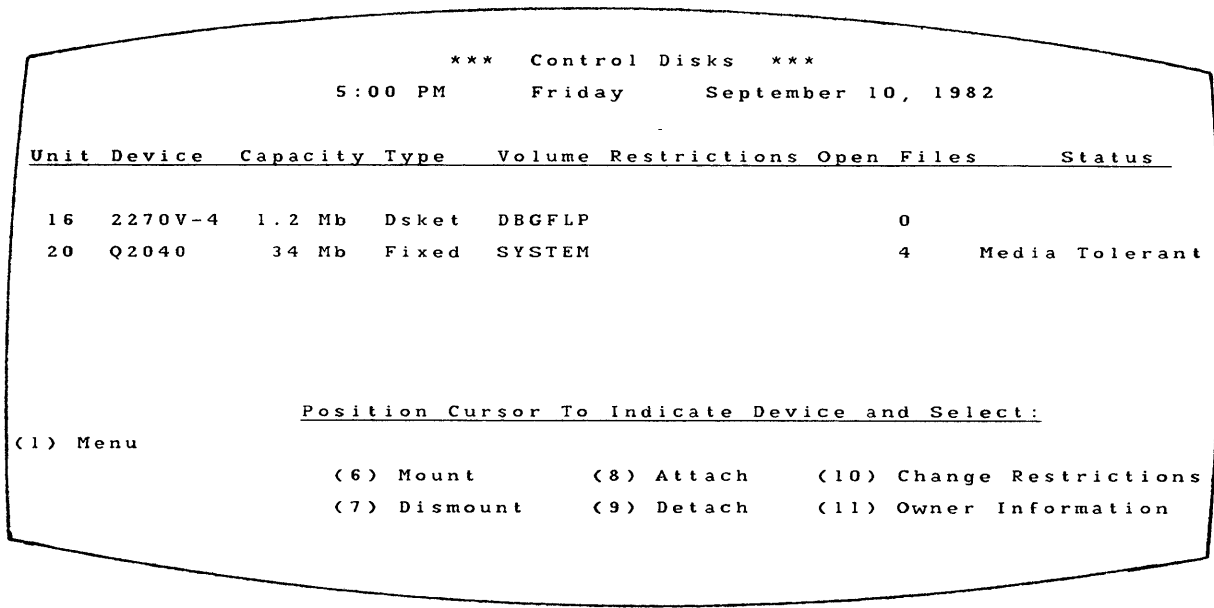 *** Control Disks ***
5:00 PM Friday September 10, 1982
Unit Device Capacity Type Volume Restrictions Open Files Status
16 2270V-4 1.2 Mb Dsket DBGFLP 0
20 Q2040 34 Mb Fixed SYSTEM 4 Media Tolerant
Position Cursor To Indicate Device and Select:
(1) Menu
(6) Mount (8) Attach (10) Change Restrictions
(7) Dismount (9) Detach (11) Owner Information